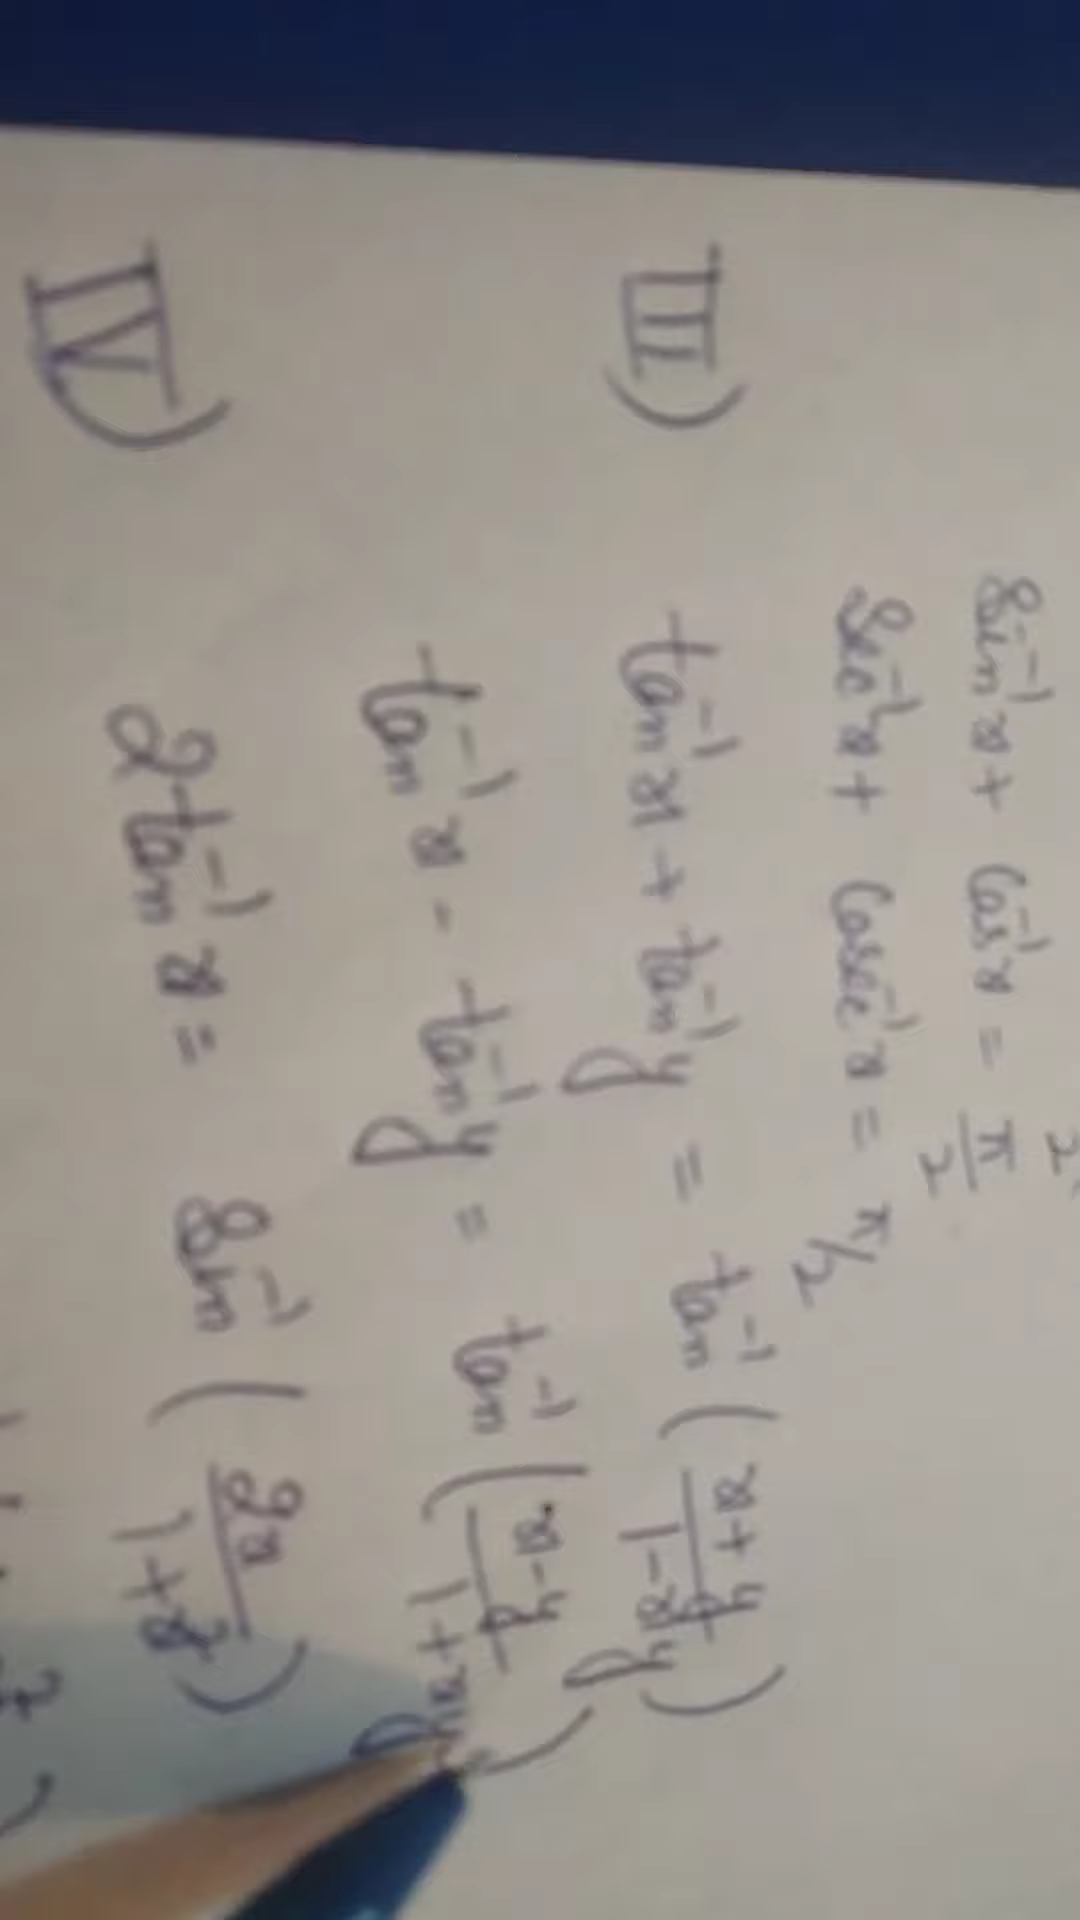 sin⁻¹x + cos⁻¹x = π/2
sec⁻¹x + cosec⁻¹x = π/2
III) tan⁻¹x + tan⁻¹y = tan⁻¹((x+y)/(1-xy))
tan⁻¹x - tan⁻¹y = tan⁻¹((x-y)/(1+xy))
IV) 2tan⁻¹x = sin⁻¹(2x/(1+x²))